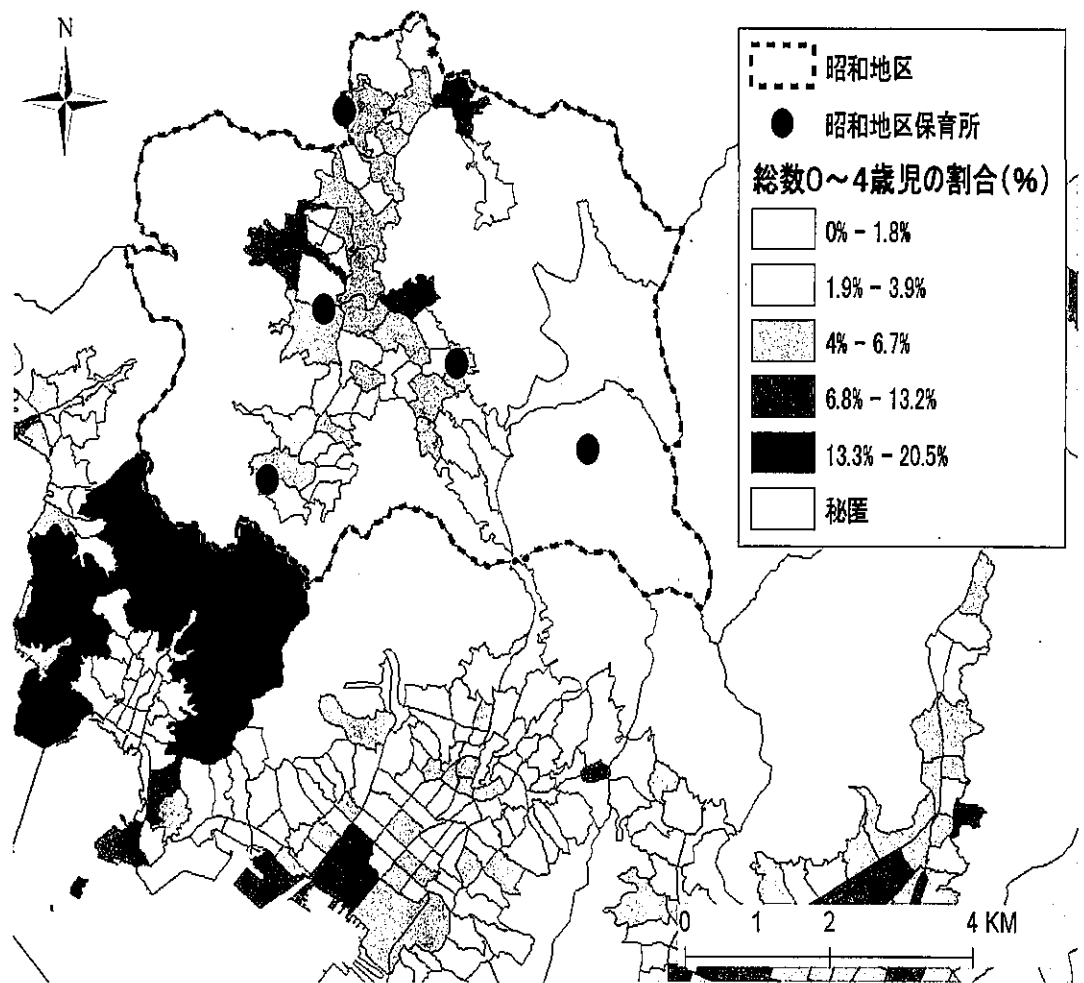 N
昭和地区
昭和地区保育所
総数0～4歳児の割合(%)
0% - 1.8%
1.9% - 3.9%
4% - 6.7%
6.8% - 13.2%
13.3% - 20.5%
秘匿
0 1 2 4 KM